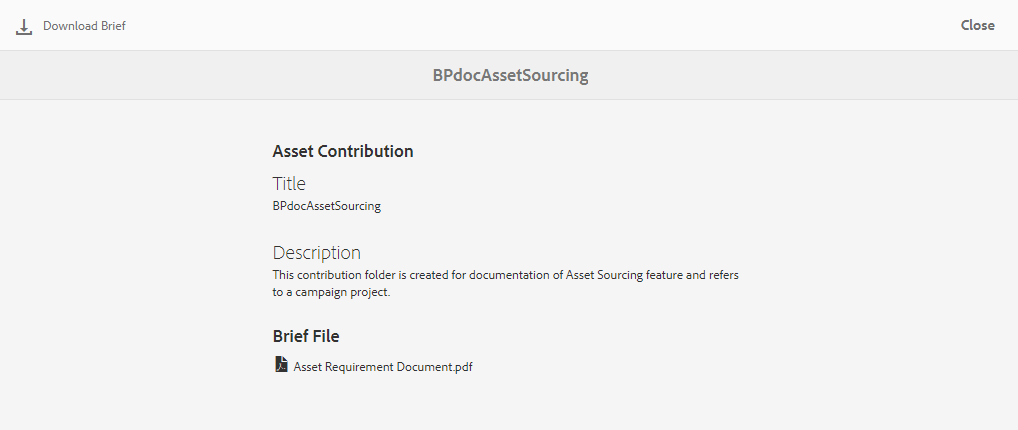 Download Brief
Close
BPdocAssetSourcing
Asset Contribution
Title
BPdocAssetSourcing
Description
This contribution folder is created for documentation of Asset Sourcing feature and refers
to a campaign project.
Brief File
Asset Requirement Document.pdf